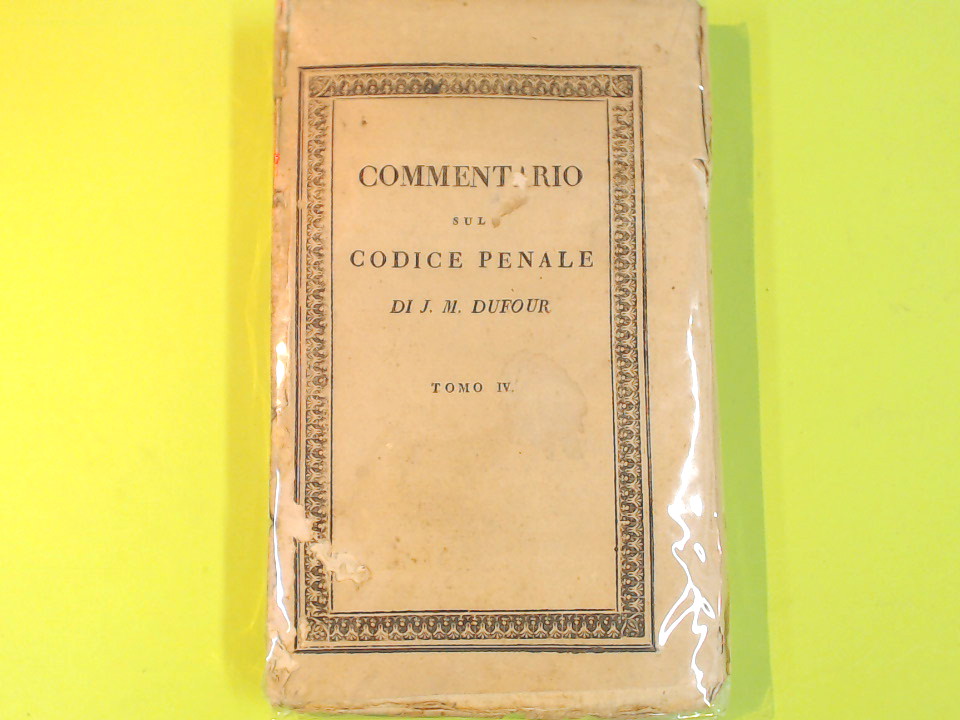 COMMENTARIO
SUL
CODICE PENALE
DI J. M. DUFOUR
TOMO IV.